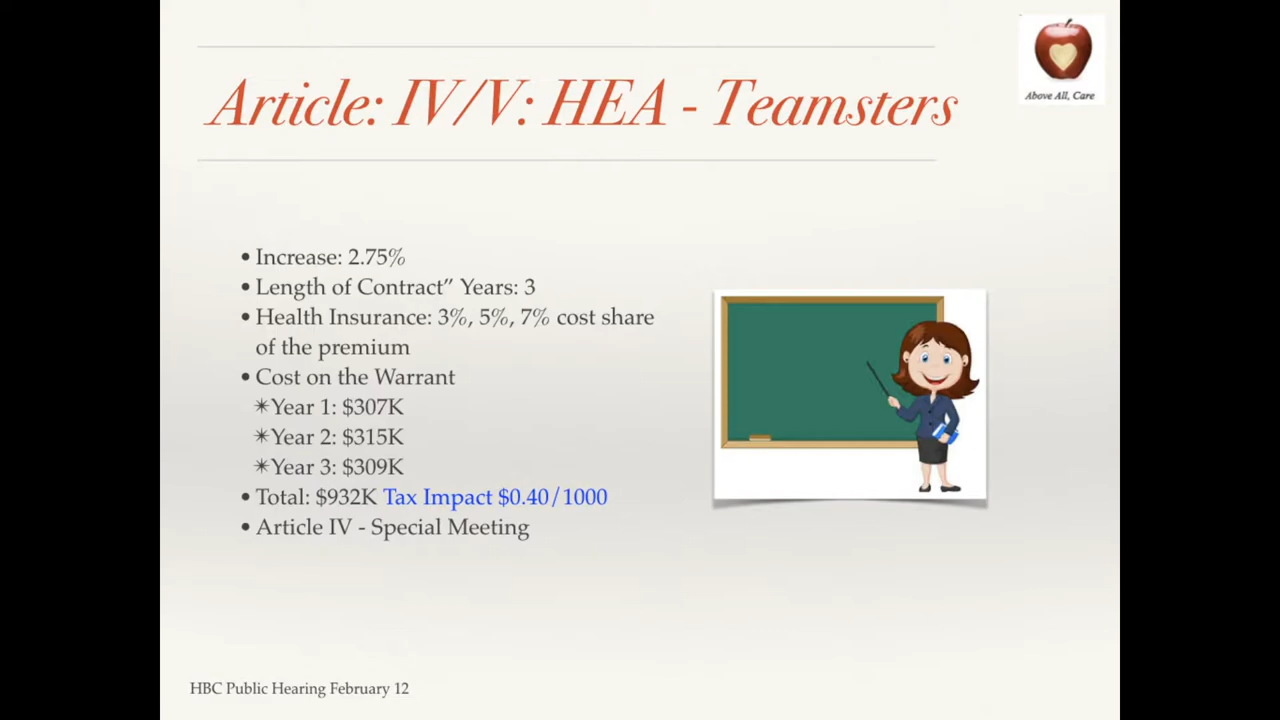 Article: IV/V: HEA - Teamsters
Above All, Care
• Increase: 2.75%
• Length of Contract” Years: 3
• Health Insurance: 3%, 5%, 7% cost share
of the premium
• Cost on the Warrant
✴Year 1: $307K
✴Year 2: $315K
✴Year 3: $309K
• Total: $932K Tax Impact $0.40/1000
• Article IV - Special Meeting
HBC Public Hearing February 12